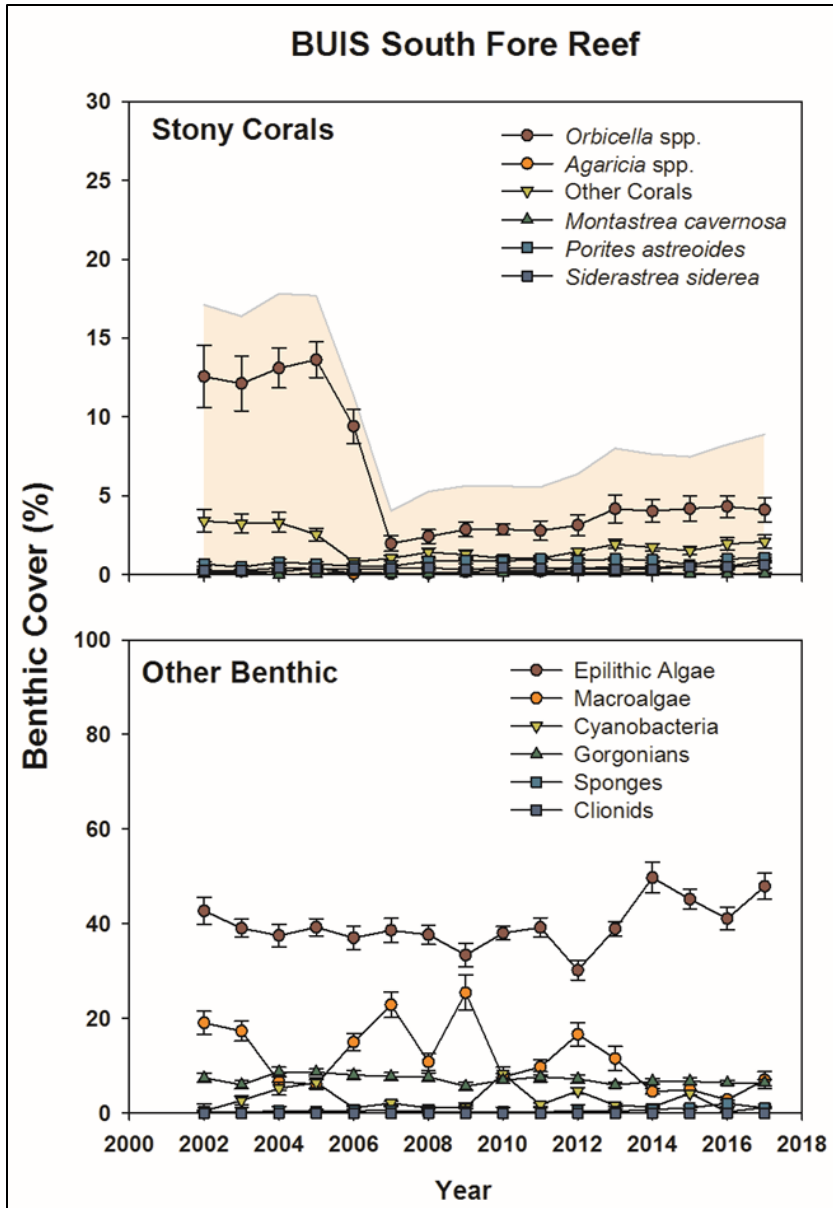 BUIS South Fore Reef
Stony Corals
Orbicella spp.
Agaricia spp.
Other Corals
Montastrea cavernosa
Porites astreoides
Siderastrea siderea
30
25
20
15
10
5
0
Benthic Cover (%)
Other Benthic
Epilithic Algae
Macroalgae
Cyanobacteria
Gorgonians
Sponges
Clionids
100
80
60
40
20
0
2000 2002 2004 2006 2008 2010 2012 2014 2016 2018
Year